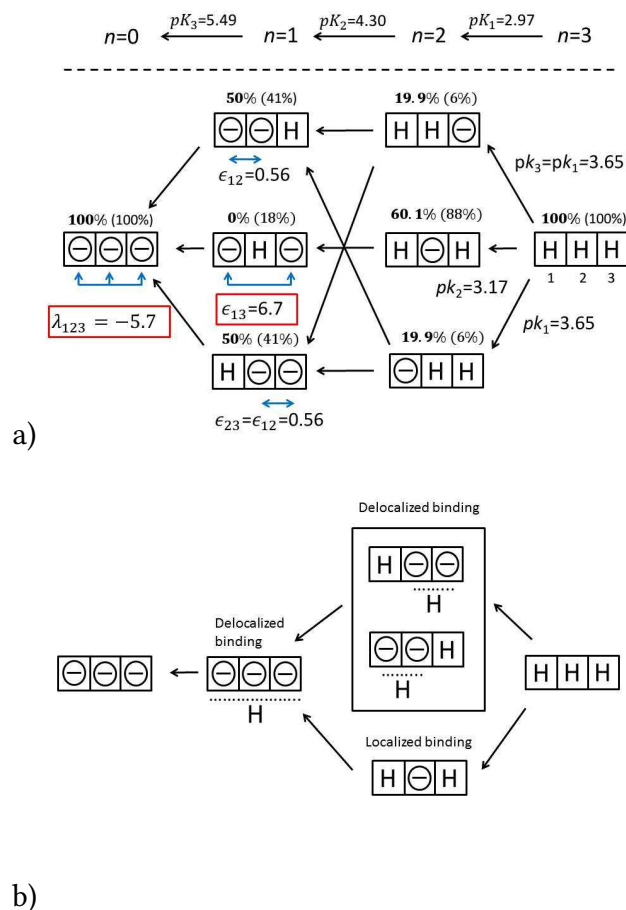 pK₃=5.49 pK₂=4.30 pK₁=2.97
n=0 n=1 n=2 n=3
50% (41%) 19.9% (6%)
⊖ ⊖ H H H ⊖
ϵ₁₂=0.56
pk₃=pk₁=3.65
100% (100%) 0% (18%) 60.1% (88%) 100% (100%)
⊖ ⊖ ⊖ ⊖ H ⊖ H ⊖ H H H H
1 2 3
λ₁₂₃ = −5.7 ϵ₁₃=6.7 pk₂=3.17
pk₁=3.65
50% (41%) 19.9% (6%)
H ⊖ ⊖ ⊖ H H
ϵ₂₃=ϵ₁₂=0.56
a)
Delocalized binding
H ⊖ ⊖
H
Delocalized
binding
⊖ ⊖ H
H
⊖ ⊖ ⊖ ⊖ ⊖ ⊖ H H H
H
Localized binding
H ⊖ H
b)